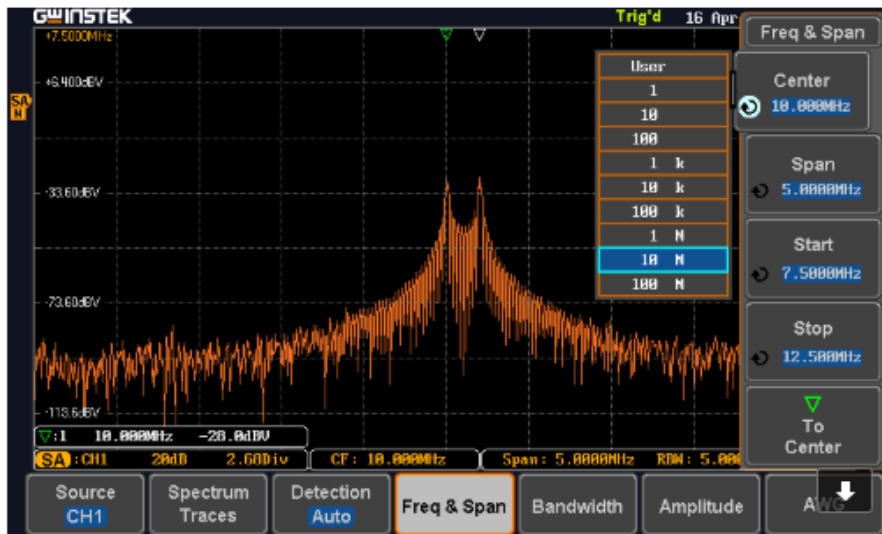 GWINSTEK
Trig'd 16 Apr
+7.5000MHz
+6.400dBV
SA
M
-33.60dBV
-73.60dBV
-113.6dBV
User
1
10
100
1 k
10 k
100 k
1 M
10 M
100 M
Freq & Span
Center
10.000MHz
Span
5.0000MHz
Start
7.5000MHz
Stop
12.500MHz
To
Center
:1 10.000MHz -28.0dBV
SA :CH1 20dB 2.68Div CF: 10.000MHz Span: 5.0000MHz RBW: 5.000
Source
CH1
Spectrum
Traces
Detection
Auto
Freq & Span
Bandwidth
Amplitude
AWG